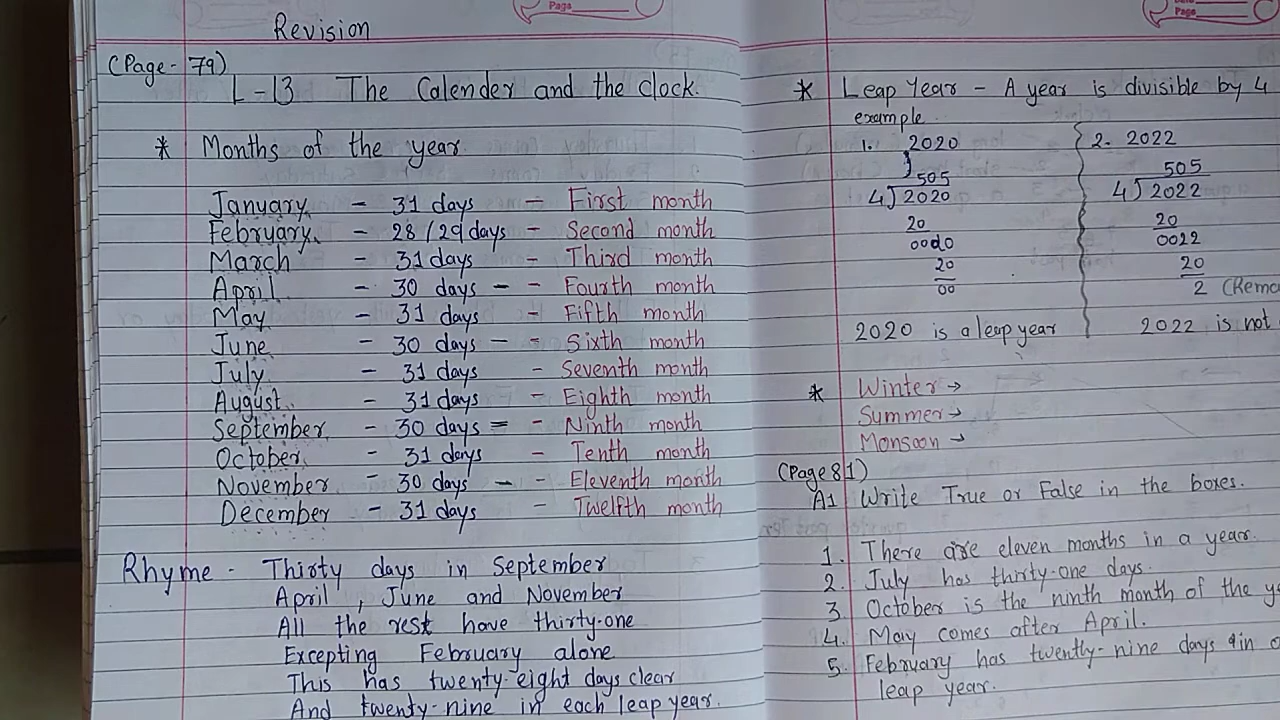 Page
Page
Revision
(Page - 79)
L-13 The Calender and the clock.
* Months of the year
January - 31 days - First month
February - 28/29 days - Second month
March - 31 days - Third month
April - 30 days - - Fourth month
May - 31 days - Fifth month
June - 30 days - - Sixth month
July - 31 days - Seventh month
August - 31 days - Eighth month
September - 30 days = - Ninth month
October - 31 days - Tenth month
November - 30 days - - Eleventh month
December - 31 days - Twelfth month
Rhyme - Thirty days in September
April, June and November
All the rest have thirty-one
Excepting February alone
This has twenty-eight days clear
And twenty-nine in each leap year.
* Leap Year - A year is divisible by 4
example
1. 2020
505
4)2020
20
0020
20
00
2020 is a leap year
2. 2022
505
4)2022
20
0022
20
2
2022 is not
* Winter →
Summer →
Monsoon →
(Page 81)
A1 Write True or False in the boxes.
1. There are eleven months in a year.
2. July has thirty-one days.
3. October is the ninth month of the
4. May comes after April.
5. February has twently-nine days in a
leap year.